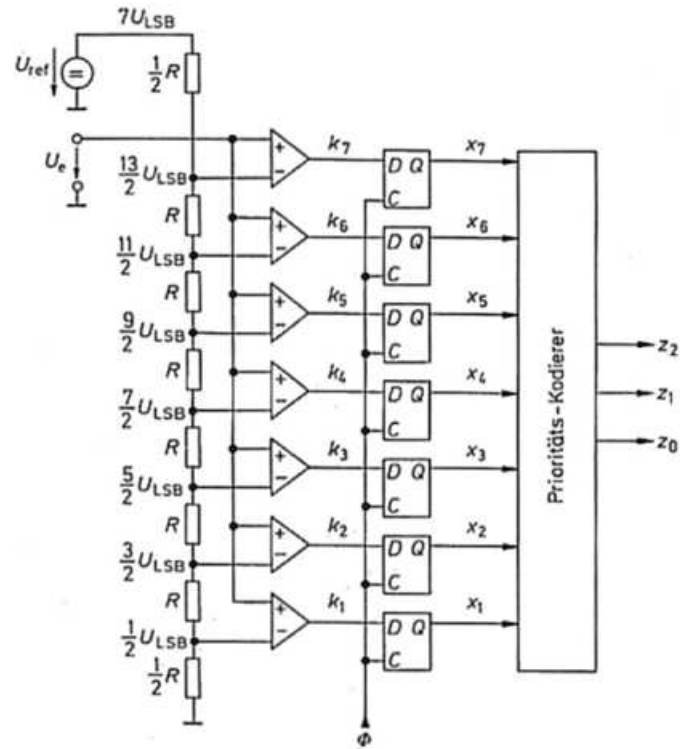 7U_LSB
U_ref
=
½R
U_e
13/2 U_LSB
+ − k₇ D Q C x₇
R
11/2 U_LSB
+ − k₆ D Q C x₆
R
9/2 U_LSB
+ − k₅ D Q C x₅
R
7/2 U_LSB
+ − k₄ D Q C x₄
R
5/2 U_LSB
+ − k₃ D Q C x₃
R
3/2 U_LSB
+ − k₂ D Q C x₂
R
1/2 U_LSB
+ − k₁ D Q C x₁
½R
Φ
Prioritäts-Kodierer
z₂
z₁
z₀